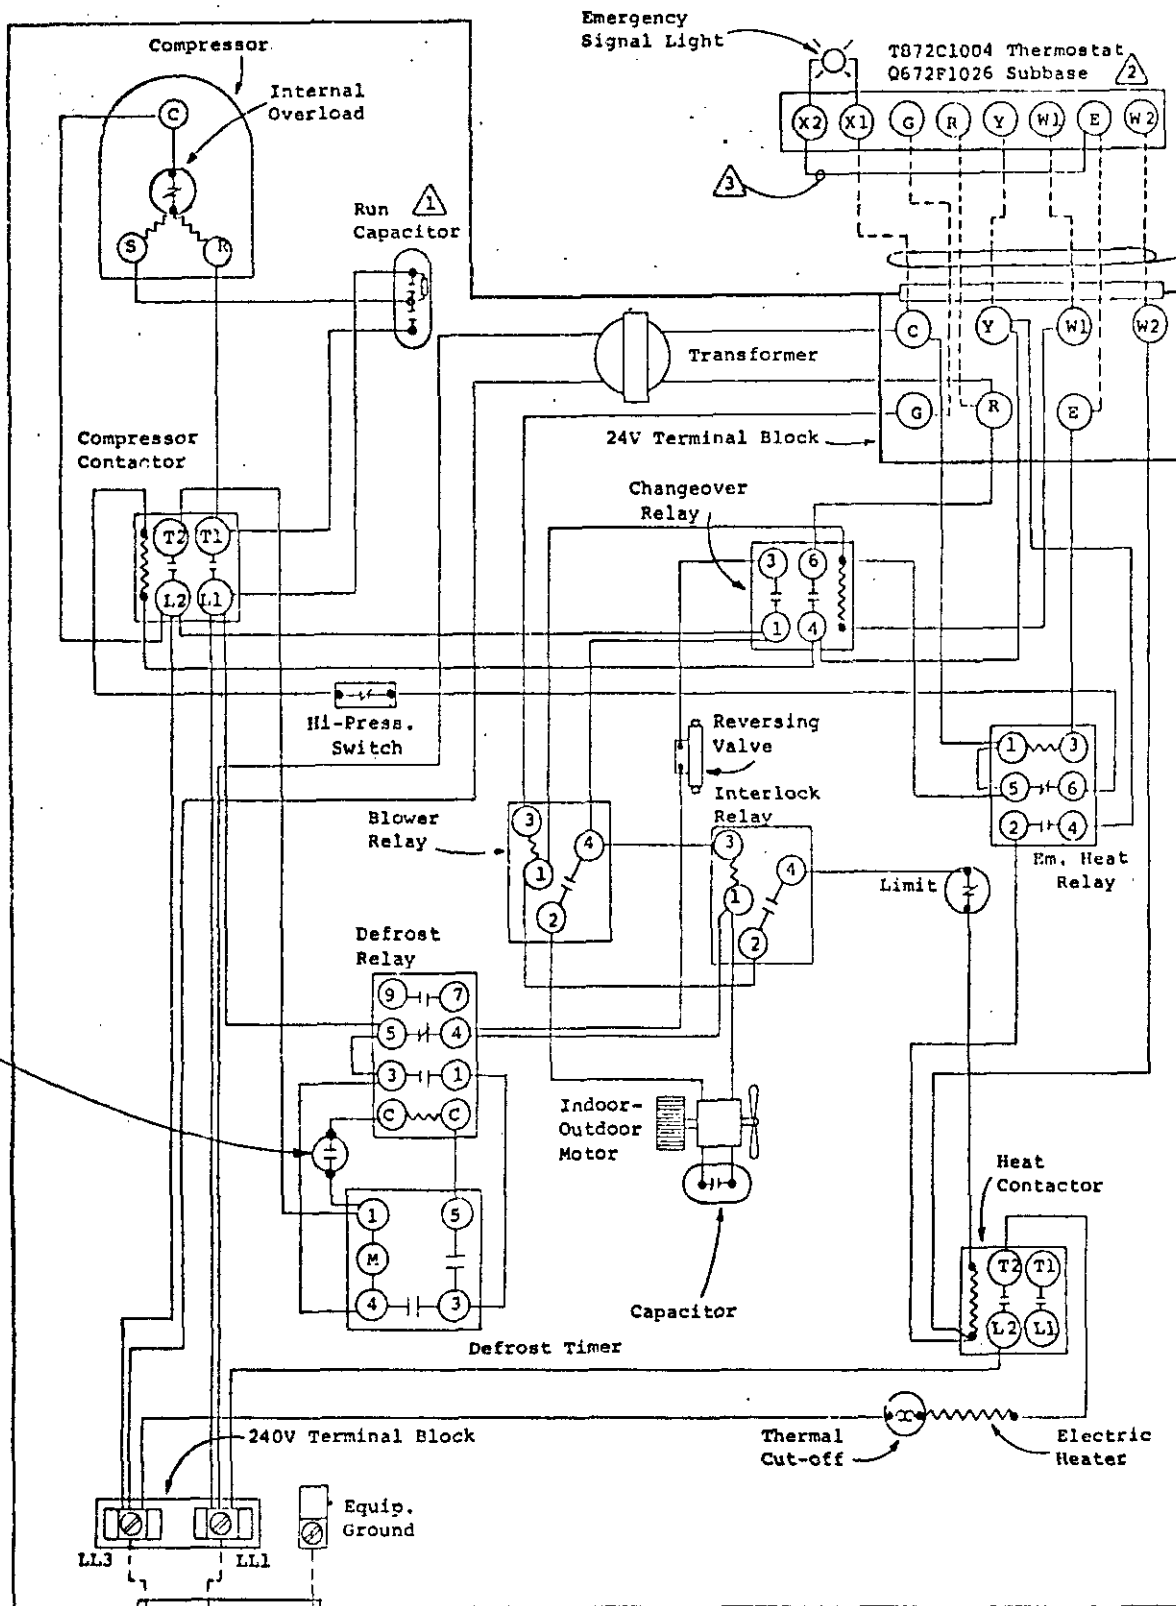 Emergency
Signal Light
T872C1004 Thermostat
Q672F1026 Subbase
2
X2 X1 G R Y W1 E W2
3
Compressor
Internal
Overload
C
S R
Run
Capacitor
1
C Y W1 W2
Transformer
G R E
24V Terminal Block
Compressor
Contactor
T2 T1
L2 L1
Changeover
Relay
3 6
1 4
Hi-Press.
Switch
Reversing
Valve
1 3
5 6
2 4
Em. Heat
Relay
Blower
Relay
3 4
1
2
Interlock
Relay
3 4
1
2
Limit
Defrost
Relay
9 7
5 4
3 1
C C
Indoor-
Outdoor
Motor
Capacitor
1 5
M
4 3
Defrost Timer
Heat
Contactor
T2 T1
L2 L1
Thermal
Cut-off
Electric
Heater
240V Terminal Block
LL3 LL1
Equip.
Ground